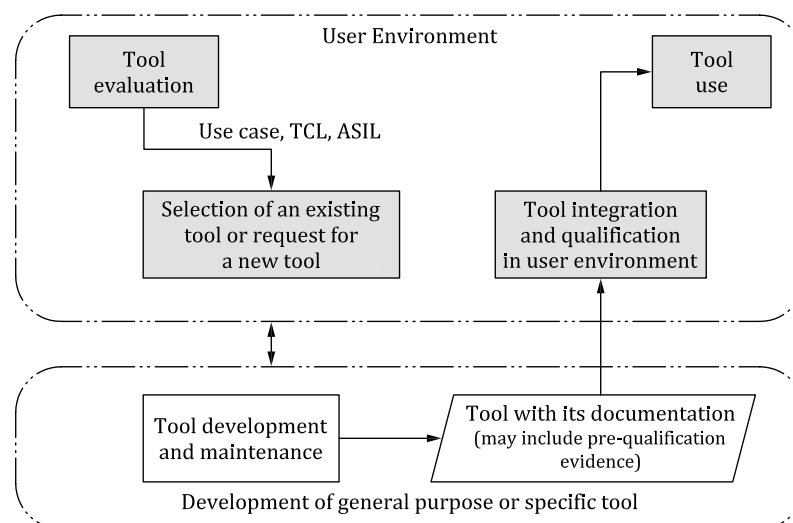 User Environment
Tool
evaluation
Tool
use
Use case, TCL, ASIL
Selection of an existing
tool or request for
a new tool
Tool integration
and qualification
in user environment
Tool development
and maintenance
Tool with its documentation
(may include pre-qualification
evidence)
Development of general purpose or specific tool